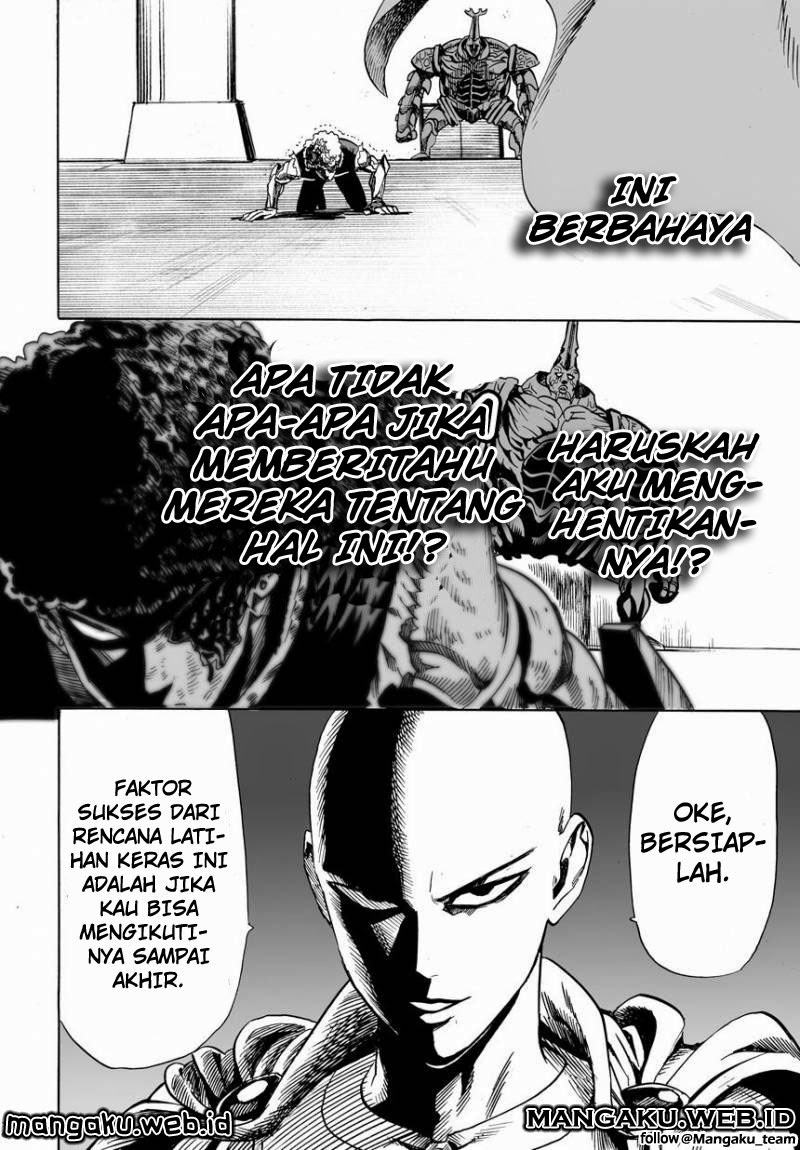 INI
BERBAHAYA
HARUSKAH
AKU MENG-
HENTIKAN-
NYA!?
APA TIDAK
APA-APA JIKA
MEMBERITAHU
MEREKA TENTANG
HAL INI!?
OKE,
BERSIAP-
LAH.
FAKTOR
SUKSES DARI
RENCANA LATI-
HAN KERAS INI
ADALAH JIKA
KAU BISA
MENGIKUTI-
NYA SAMPAI
AKHIR.
mangaku.web.id
MANGAKU.WEB.ID
follow @Mangaku_team